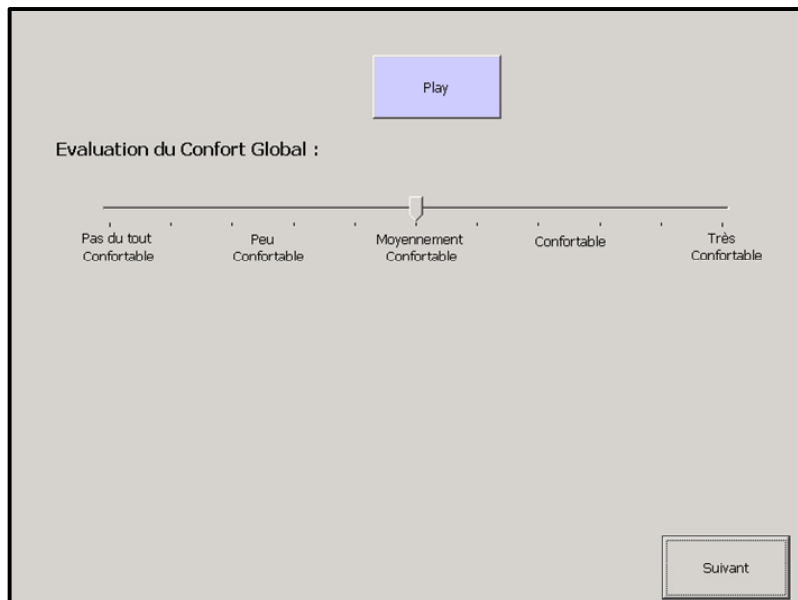 Play
Evaluation du Confort Global :
Pas du tout
Confortable
Peu
Confortable
Moyennement
Confortable
Confortable
Très
Confortable
Suivant